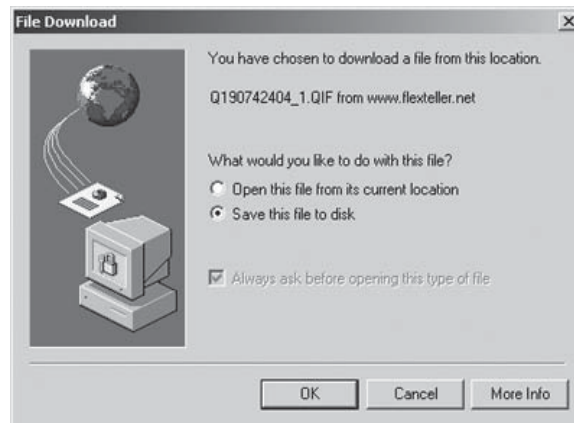 File Download
You have chosen to download a file from this location.
Q190742404_1.QIF from www.flexteller.net
What would you like to do with this file?
Open this file from its current location
Save this file to disk
Always ask before opening this type of file
OK
Cancel
More Info